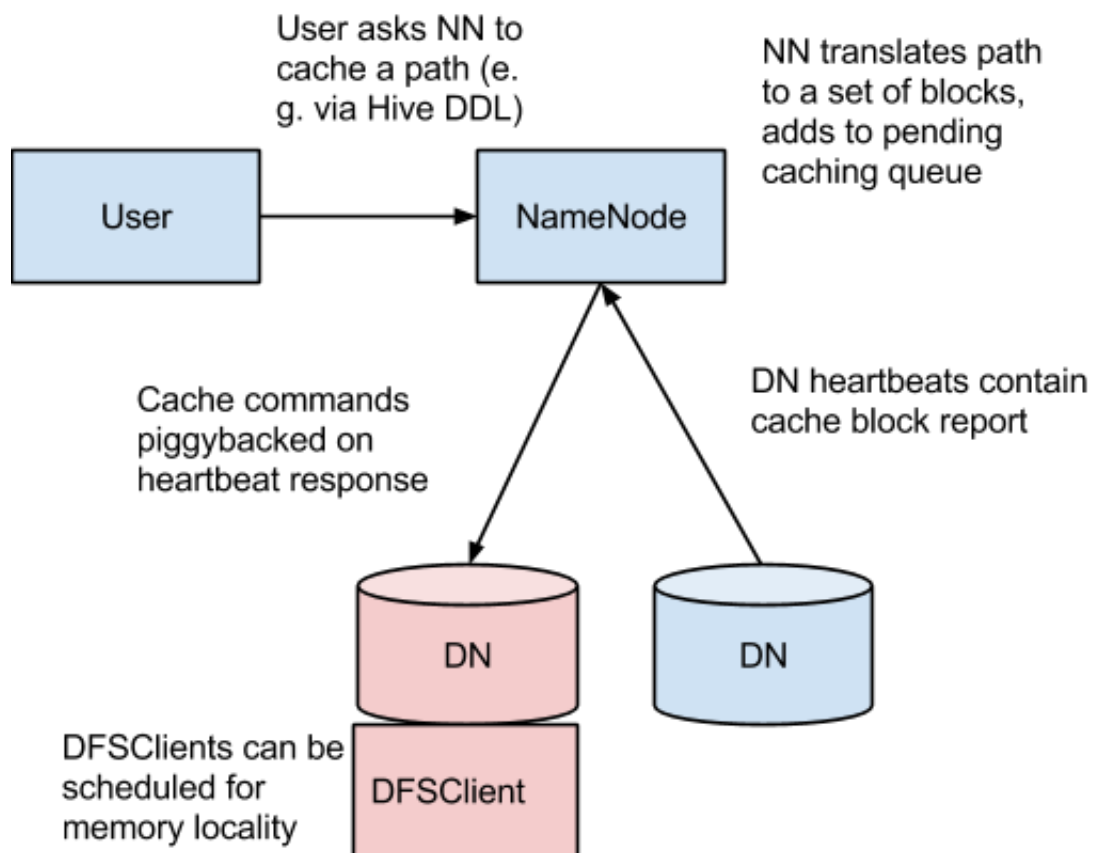 User asks NN to
cache a path (e.
g. via Hive DDL)
NN translates path
to a set of blocks,
adds to pending
caching queue
User
NameNode
Cache commands
piggybacked on
heartbeat response
DN heartbeats contain
cache block report
DN
DN
DFSClients can be
scheduled for
memory locality
DFSClient